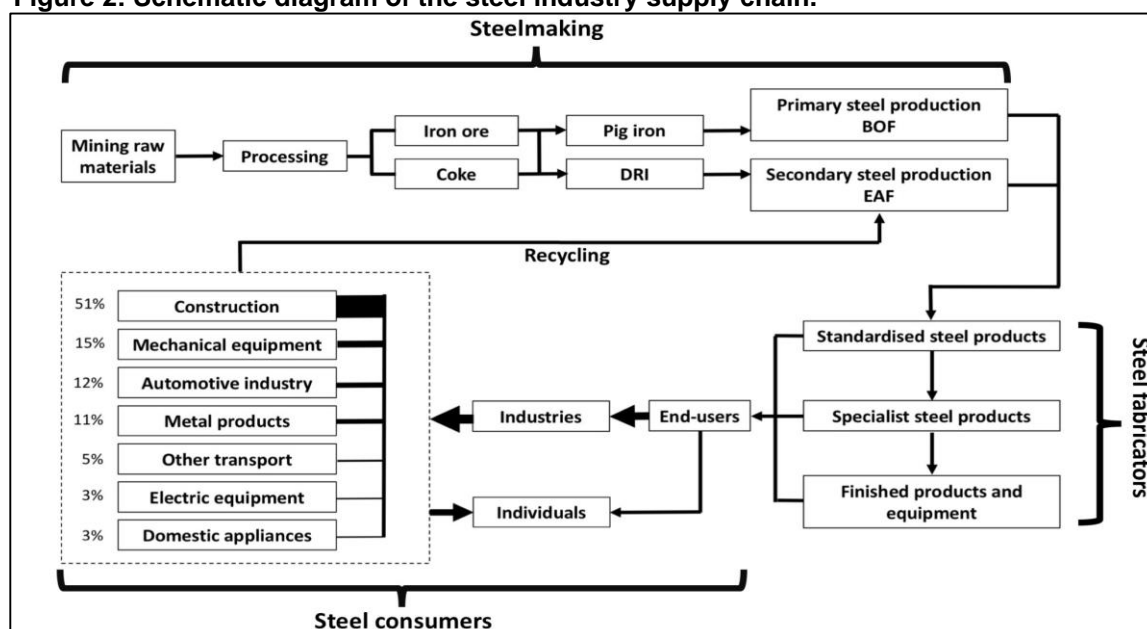 Figure 2: Schematic diagram of the steel industry supply chain.
Steelmaking
Mining raw
materials
Processing
Iron ore
Coke
Pig iron
DRI
Primary steel production
BOF
Secondary steel production
EAF
Recycling
51%
Construction
15%
Mechanical equipment
12%
Automotive industry
11%
Metal products
5%
Other transport
3%
Electric equipment
3%
Domestic appliances
Industries
Individuals
End-users
Standardised steel products
Specialist steel products
Finished products and
equipment
Steel fabricators
Steel consumers